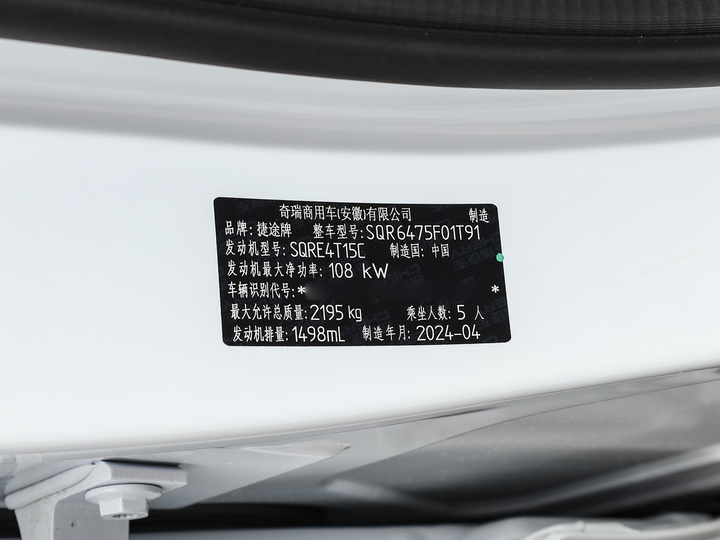 奇瑞商用车(安徽)有限公司 制造
品牌: 捷途牌 整车型号: SQR6475F01T91
发动机型号: SQRE4T15C 制造国: 中国
发动机最大净功率: 108 kW
车辆识别代号: * *
最大允许总质量: 2195 kg 乘坐人数: 5 人
发动机排量: 1498mL 制造年月: 2024-04